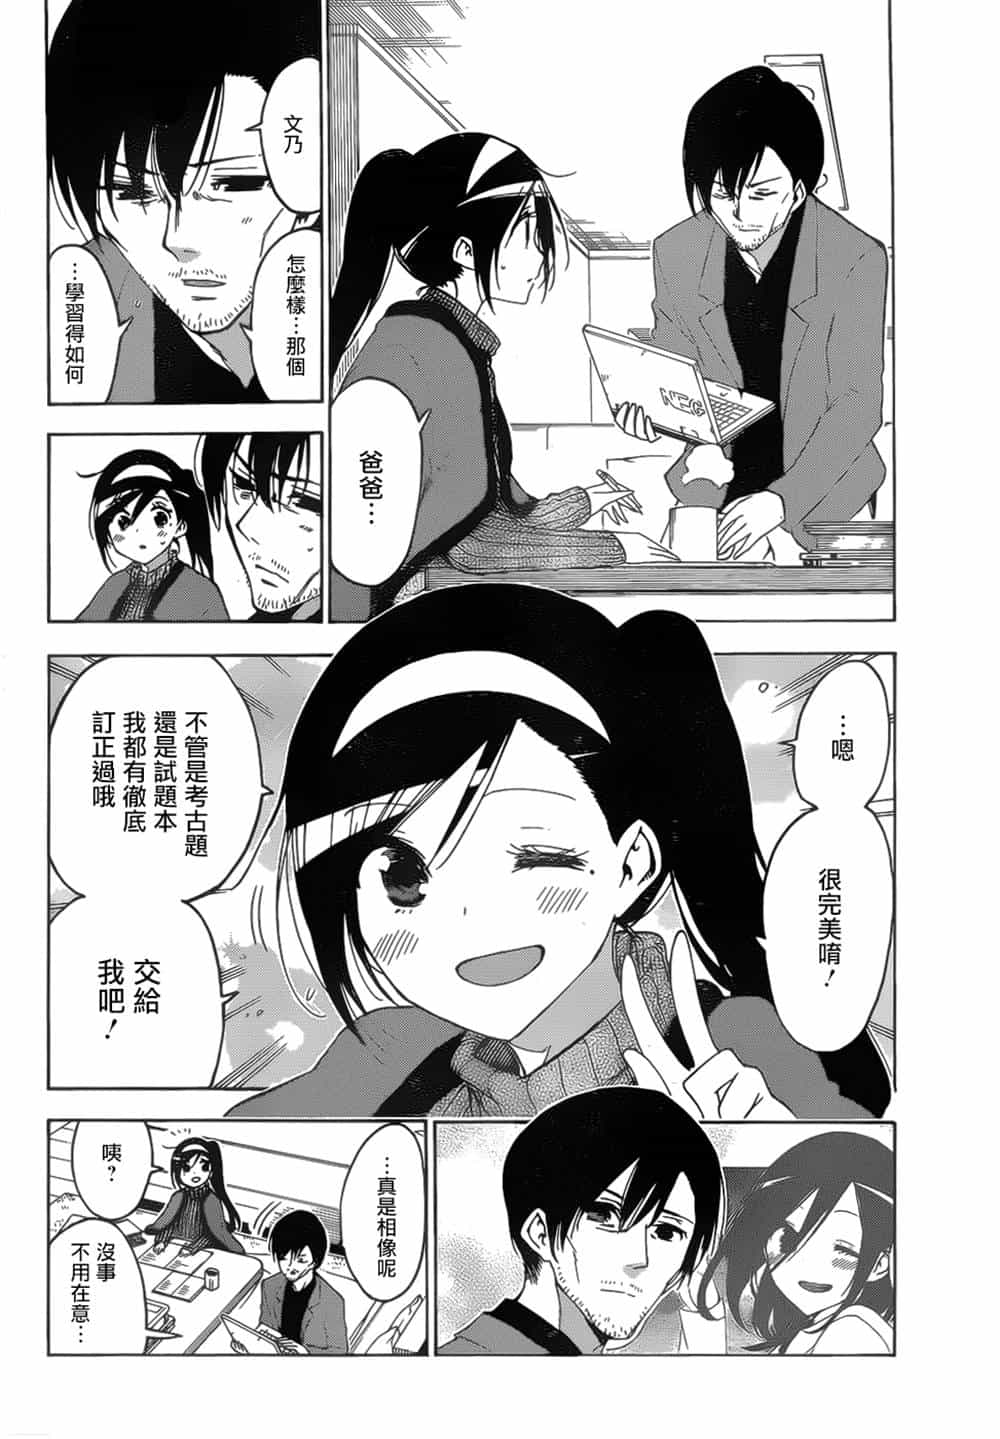 爸爸…
NEC
文乃
怎麼樣…那個
…學習得如何
…嗯
很完美唷！
不管是考古題
還是試題本
我都有徹底
訂正過哦
交給
我吧！
…真是相像呢
咦？
沒事
不用在意…